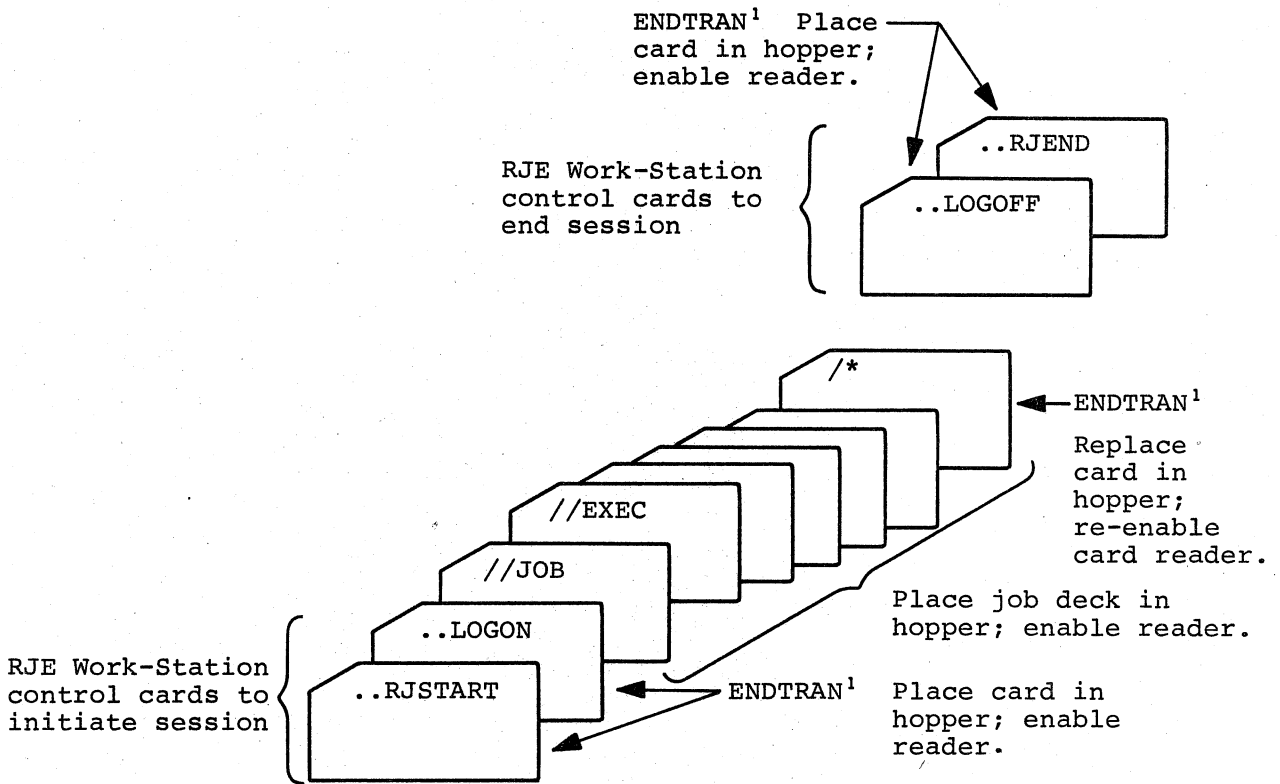 ENDTRAN¹ Place
card in hopper;
enable reader.
..RJEND
RJE Work-Station
control cards to
end session
..LOGOFF
/*
ENDTRAN¹
Replace
card in
hopper;
re-enable
card reader.
//EXEC
//JOB
Place job deck in
hopper; enable reader.
..LOGON
RJE Work-Station
control cards to
initiate session
..RJSTART
ENDTRAN¹
Place card in
hopper; enable
reader.